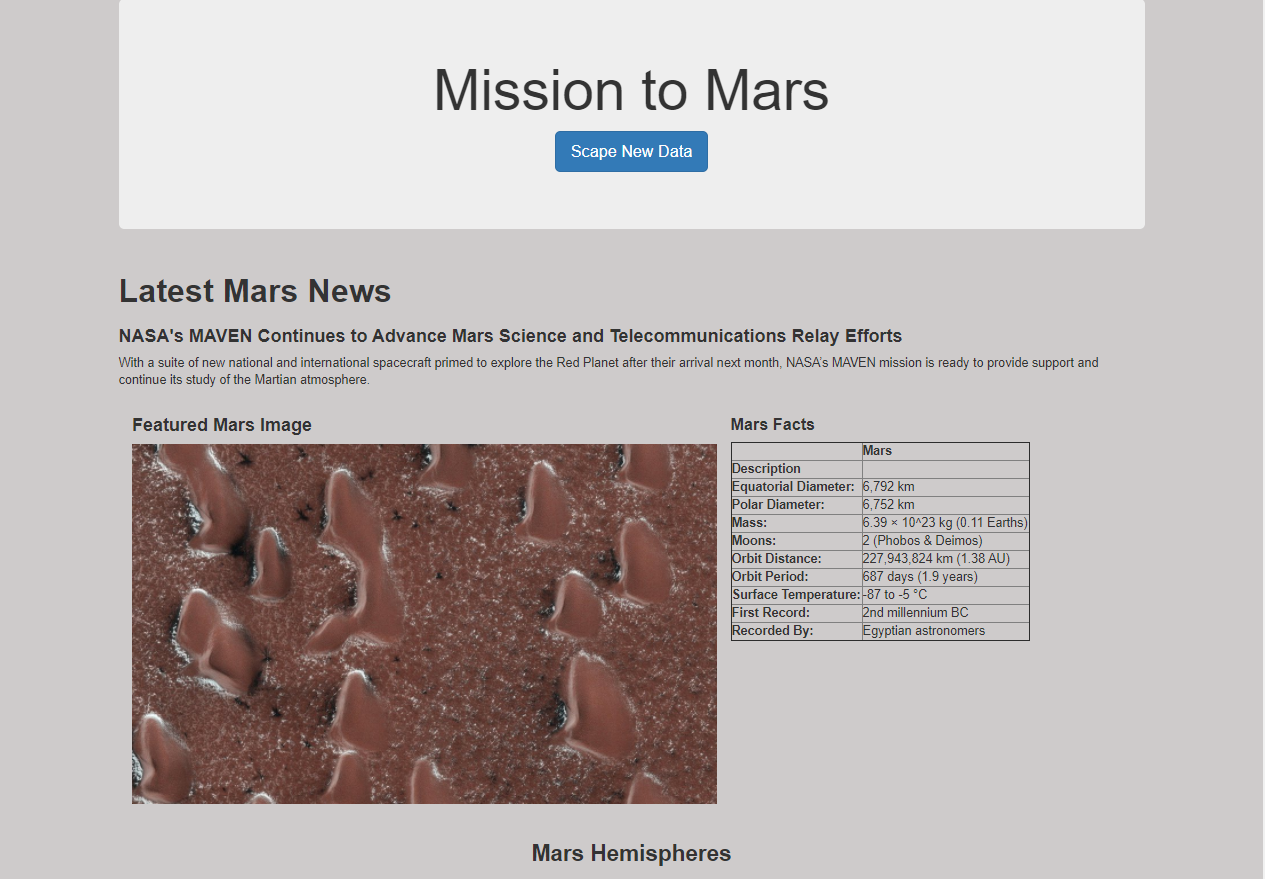 Mission to Mars
Scape New Data
Latest Mars News
NASA's MAVEN Continues to Advance Mars Science and Telecommunications Relay Efforts
With a suite of new national and international spacecraft primed to explore the Red Planet after their arrival next month, NASA's MAVEN mission is ready to provide support and
continue its study of the Martian atmosphere.
Featured Mars Image
Mars Facts
Mars
Description
Equatorial Diameter: 6,792 km
Polar Diameter: 6,752 km
Mass: 6.39 × 10^23 kg (0.11 Earths)
Moons: 2 (Phobos & Deimos)
Orbit Distance: 227,943,824 km (1.38 AU)
Orbit Period: 687 days (1.9 years)
Surface Temperature: -87 to -5 °C
First Record: 2nd millennium BC
Recorded By: Egyptian astronomers
Mars Hemispheres